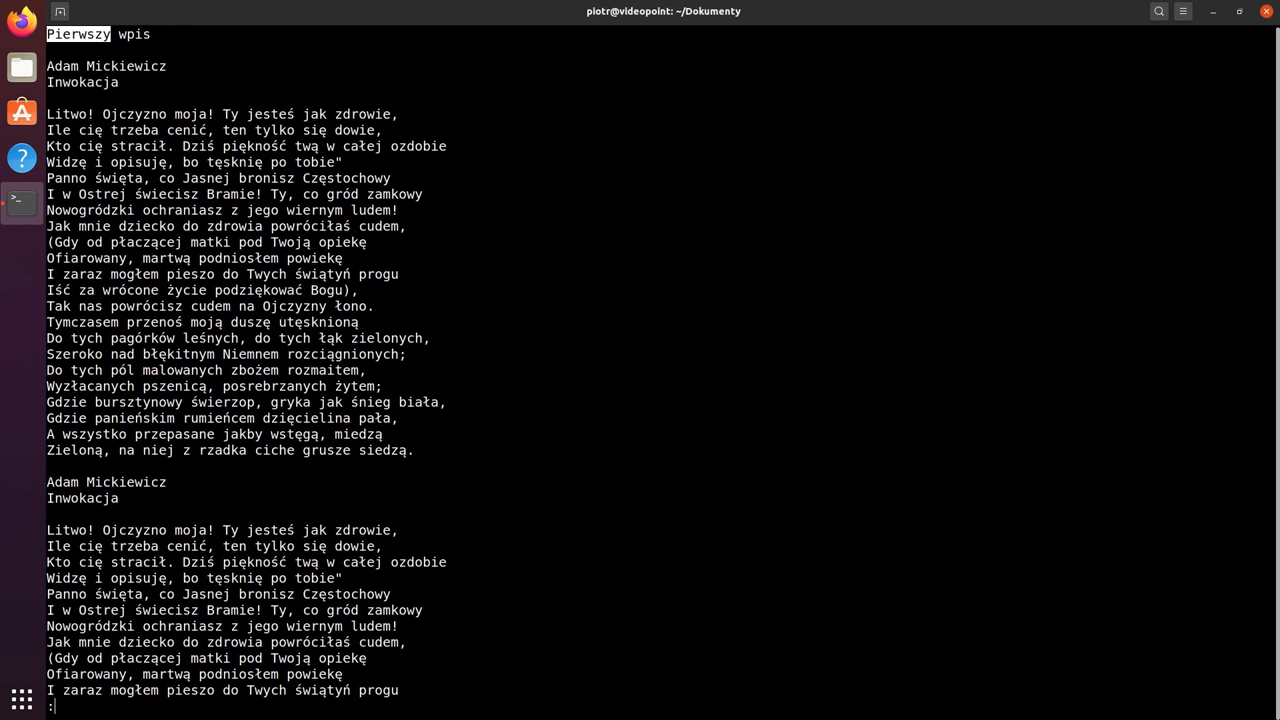 piotr@videopoint: ~/Dokumenty
Pierwszy wpis
Adam Mickiewicz
Inwokacja
Litwo! Ojczyzno moja! Ty jesteś jak zdrowie,
Ile cię trzeba cenić, ten tylko się dowie,
Kto cię stracił. Dziś piękność twą w całej ozdobie
Widzę i opisuję, bo tęsknię po tobie"
Panno święta, co Jasnej bronisz Częstochowy
I w Ostrej świecisz Bramie! Ty, co gród zamkowy
Nowogródzki ochraniasz z jego wiernym ludem!
Jak mnie dziecko do zdrowia powróciłaś cudem,
(Gdy od płaczącej matki pod Twoją opiekę
Ofiarowany, martwą podniosłem powiekę
I zaraz mogłem pieszo do Twych świątyń progu
Iść za wrócone życie podziękować Bogu),
Tak nas powrócisz cudem na Ojczyzny łono.
Tymczasem przenoś moją duszę utęsknioną
Do tych pagórków leśnych, do tych łąk zielonych,
Szeroko nad błękitnym Niemnem rozciągnionych;
Do tych pól malowanych zbożem rozmaitem,
Wyzłacanych pszenicą, posrebrzanych żytem;
Gdzie bursztynowy świerzop, gryka jak śnieg biała,
Gdzie panieńskim rumieńcem dzięcielina pała,
A wszystko przepasane jakby wstęgą, miedzą
Zieloną, na niej z rzadka ciche grusze siedzą.
Adam Mickiewicz
Inwokacja
Litwo! Ojczyzno moja! Ty jesteś jak zdrowie,
Ile cię trzeba cenić, ten tylko się dowie,
Kto cię stracił. Dziś piękność twą w całej ozdobie
Widzę i opisuję, bo tęsknię po tobie"
Panno święta, co Jasnej bronisz Częstochowy
I w Ostrej świecisz Bramie! Ty, co gród zamkowy
Nowogródzki ochraniasz z jego wiernym ludem!
Jak mnie dziecko do zdrowia powróciłaś cudem,
(Gdy od płaczącej matki pod Twoją opiekę
Ofiarowany, martwą podniosłem powiekę
I zaraz mogłem pieszo do Twych świątyń progu
: